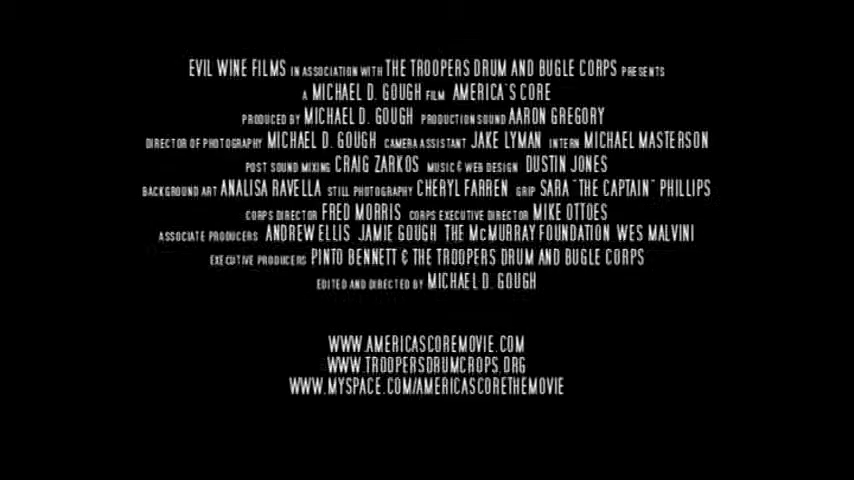 EVIL WINE FILMS IN ASSOCIATION WITH THE TROOPERS DRUM AND BUGLE CORPS PRESENTS
A MICHAEL D. GOUGH FILM AMERICA'S CORE
PRODUCED BY MICHAEL D. GOUGH PRODUCTION SOUND AARON GREGORY
DIRECTOR OF PHOTOGRAPHY MICHAEL D. GOUGH CAMERA ASSISTANT JAKE LYMAN INTERN MICHAEL MASTERSON
POST SOUND MIXING CRAIG ZARKOS MUSIC & WEB DESIGN DUSTIN JONES
BACKGROUND ART ANALISA RAVELLA STILL PHOTOGRAPHY CHERYL FARREN GRIP SARA "THE CAPTAIN" PHILLIPS
CORPS DIRECTOR FRED MORRIS CORPS EXECUTIVE DIRECTOR MIKE OTTOES
ASSOCIATE PRODUCERS ANDREW ELLIS JAMIE GOUGH THE McMURRAY FOUNDATION WES MALVINI
EXECUTIVE PRODUCERS PINTO BENNETT & THE TROOPERS DRUM AND BUGLE CORPS
EDITED AND DIRECTED BY MICHAEL D. GOUGH
WWW.AMERICASCOREMOVIE.COM
WWW.TROOPERSDRUMCROPS.ORG
WWW.MYSPACE.COM/AMERICASCORETHEMOVIE